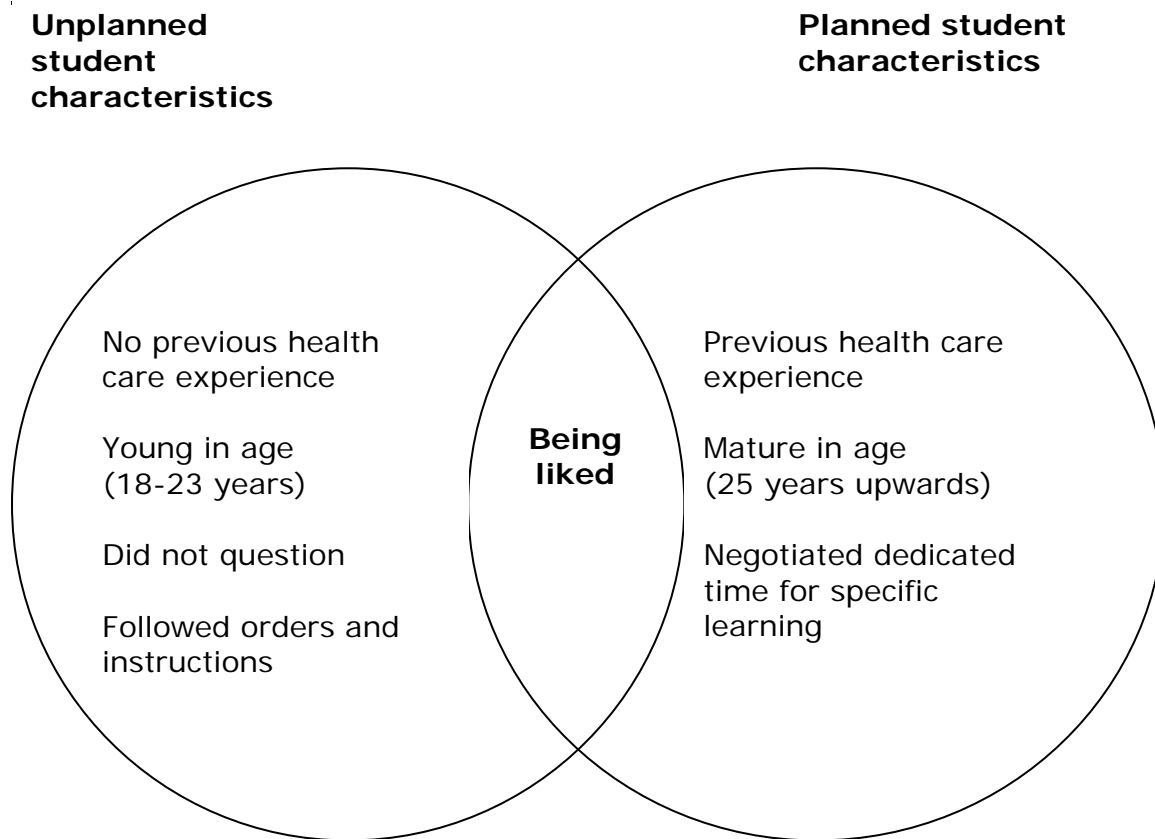 Unplanned
student
characteristics
Planned student
characteristics
No previous health
care experience
Young in age
(18-23 years)
Did not question
Followed orders and
instructions
Being
liked
Previous health care
experience
Mature in age
(25 years upwards)
Negotiated dedicated
time for specific
learning